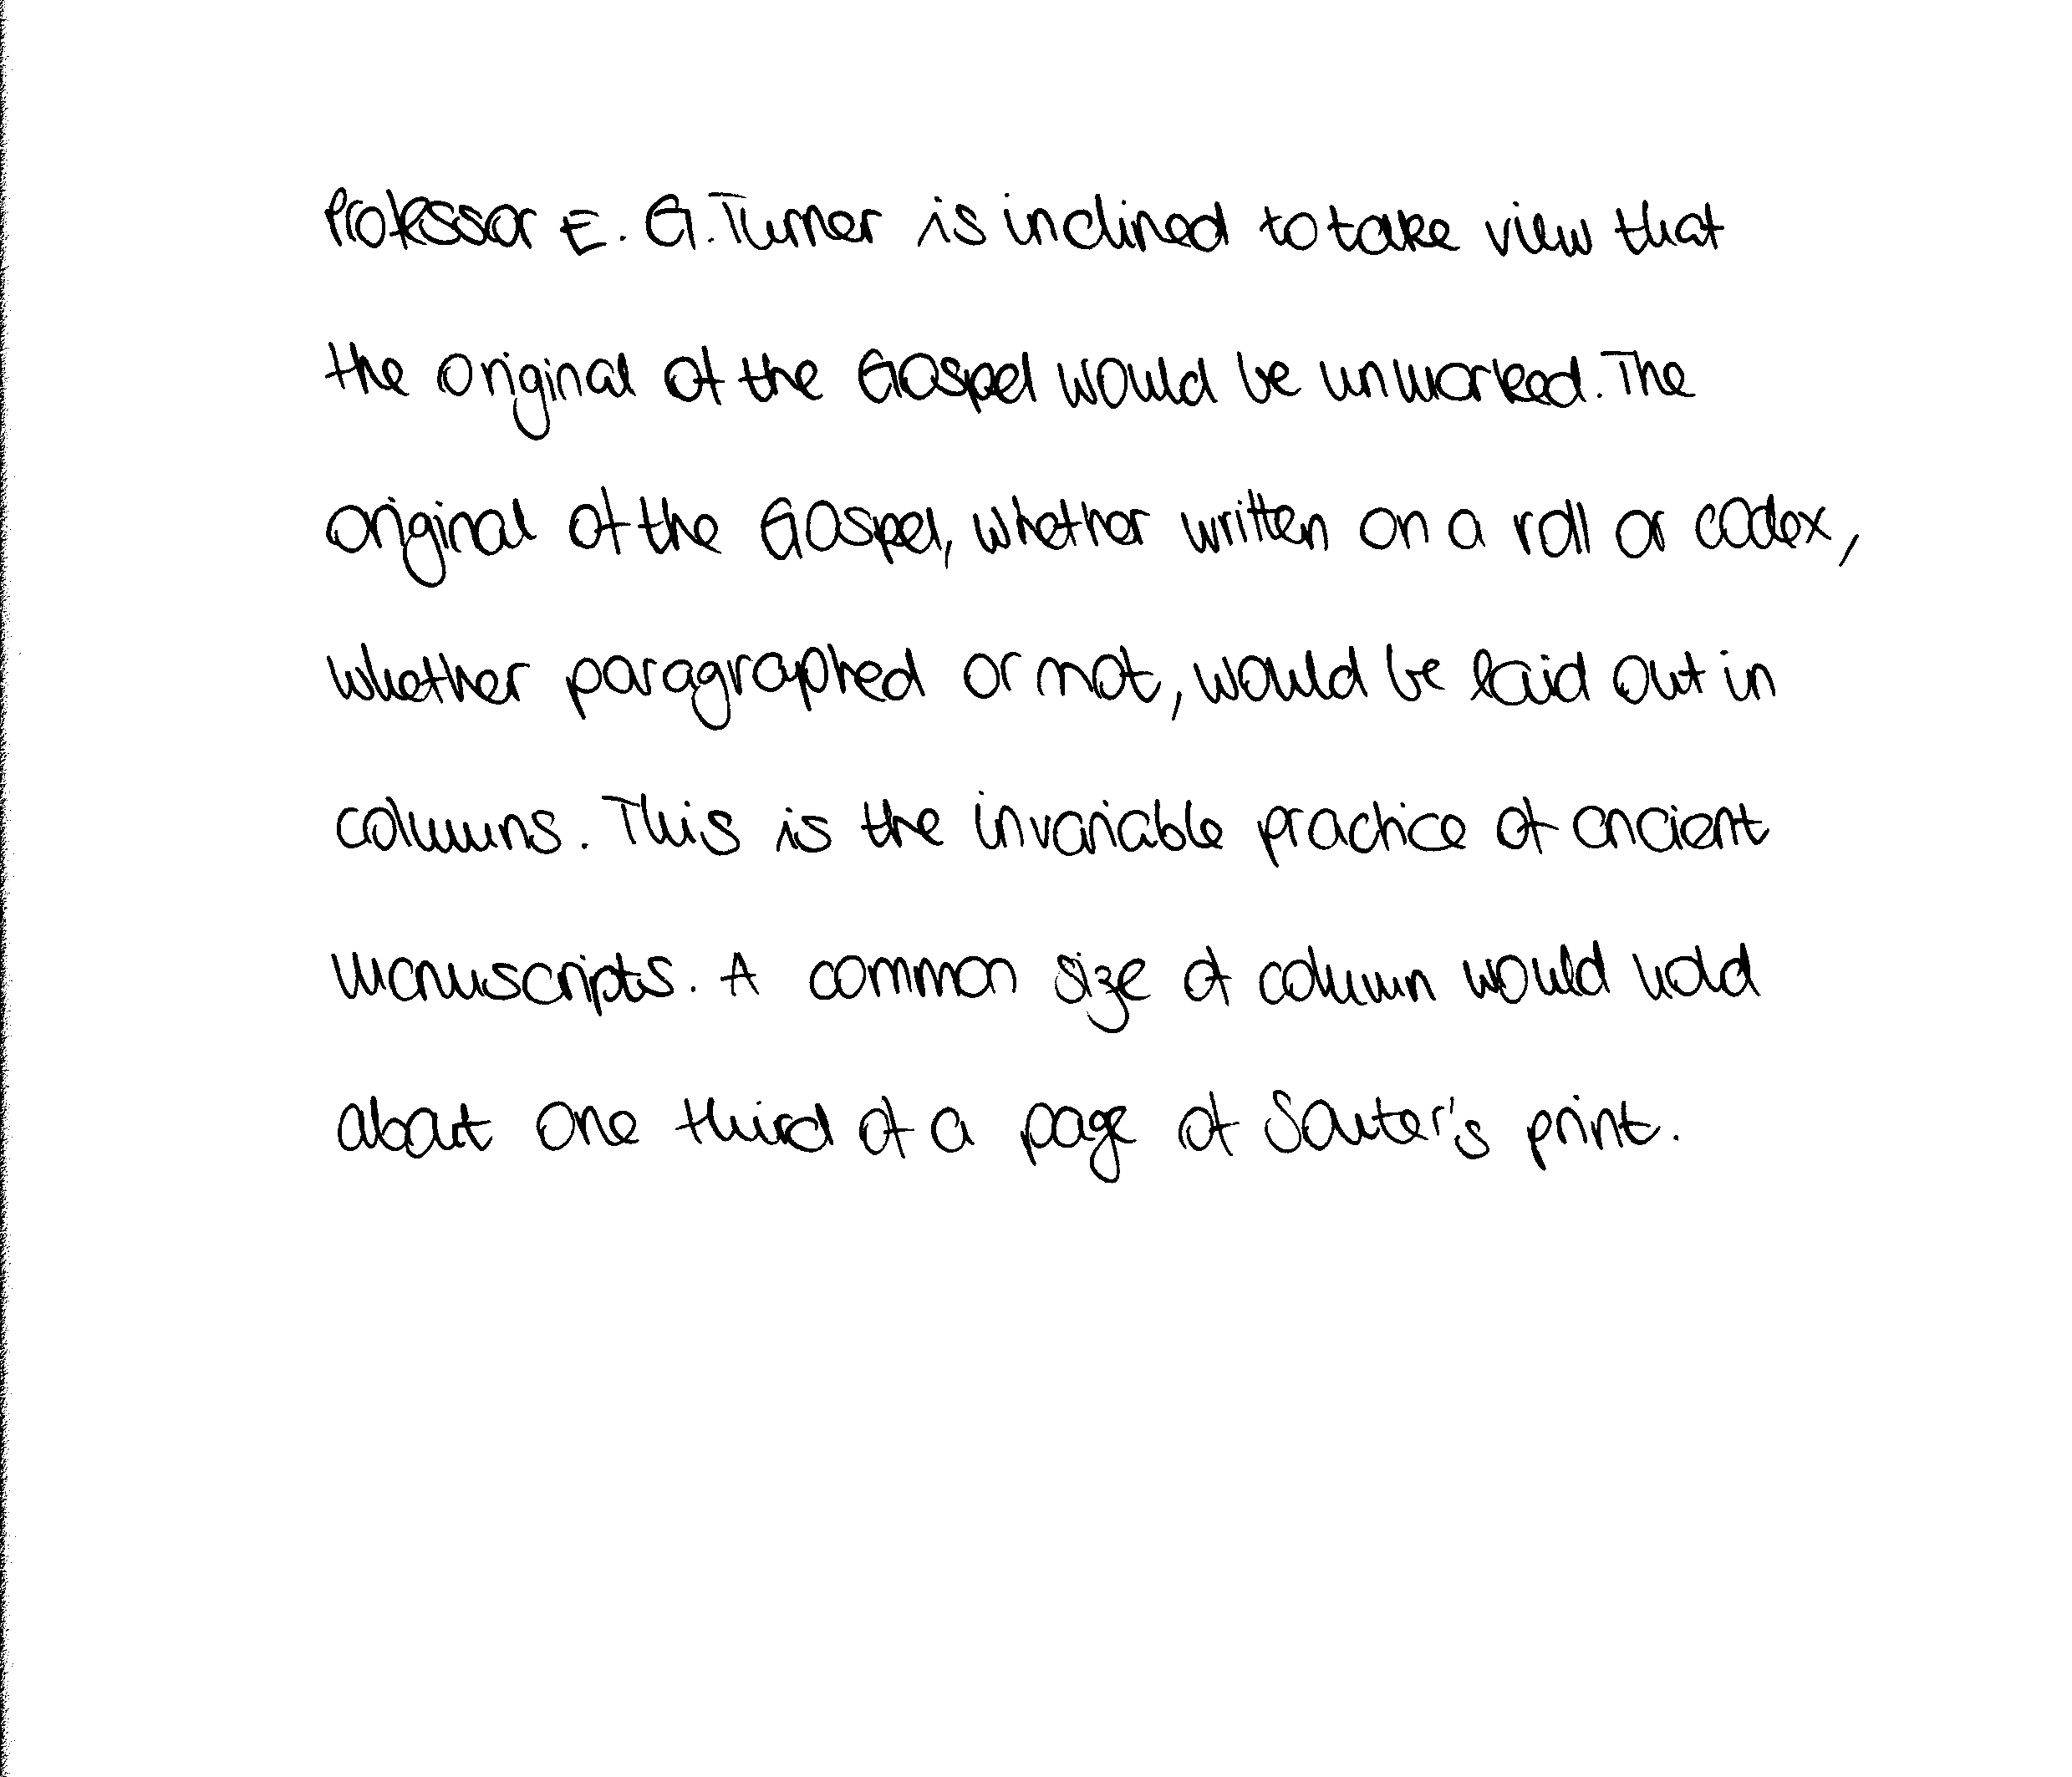 Professor E. G. Turner is inclined to take view that
the original of the Gospel would be unworked. The
original of the Gospel, whether written on a roll or codex,
whether paragraphed or not, would be laid out in
columns. This is the invariable practice of ancient
manuscripts. A common size of column would hold
about one third of a page of Souter's print.